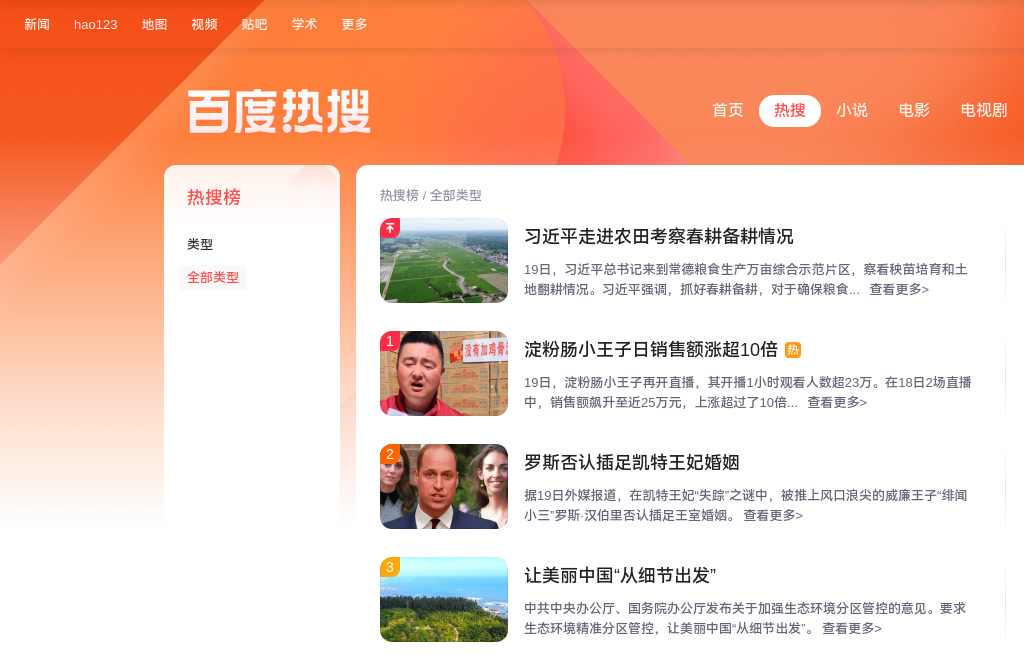 新闻 hao123 地图 视频 贴吧 学术 更多
百度热搜
首页 热搜 小说 电影 电视剧
热搜榜
类型
全部类型
热搜榜 / 全部类型
习近平走进农田考察春耕备耕情况
19日，习近平总书记来到常德粮食生产万亩综合示范片区，察看秧苗培育和土
地翻耕情况。习近平强调，抓好春耕备耕，对于确保粮食... 查看更多>
1
没有加鸡骨
淀粉肠小王子日销售额涨超10倍 热
19日，淀粉肠小王子再开直播，其开播1小时观看人数超23万。在18日2场直播
中，销售额飙升至近25万元，上涨超过了10倍... 查看更多>
2
罗斯否认插足凯特王妃婚姻
据19日外媒报道，在凯特王妃“失踪”之谜中，被推上风口浪尖的威廉王子“绯闻
小三”罗斯·汉伯里否认插足王室婚姻。 查看更多>
3
让美丽中国“从细节出发”
中共中央办公厅、国务院办公厅发布关于加强生态环境分区管控的意见。要求
生态环境精准分区管控，让美丽中国“从细节出发”。 查看更多>